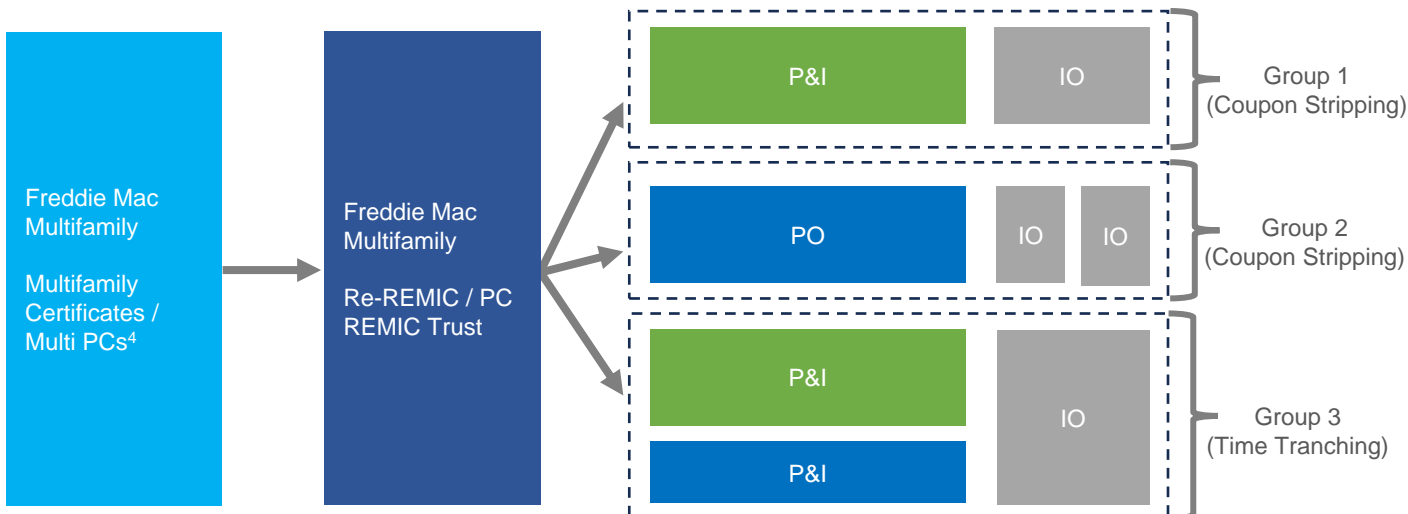 Freddie Mac
Multifamily
Multifamily
Certificates /
Multi PCs⁴
Freddie Mac
Multifamily
Re-REMIC / PC
REMIC Trust
P&I
IO
Group 1
(Coupon Stripping)
PO
IO
IO
Group 2
(Coupon Stripping)
P&I
IO
P&I
Group 3
(Time Tranching)